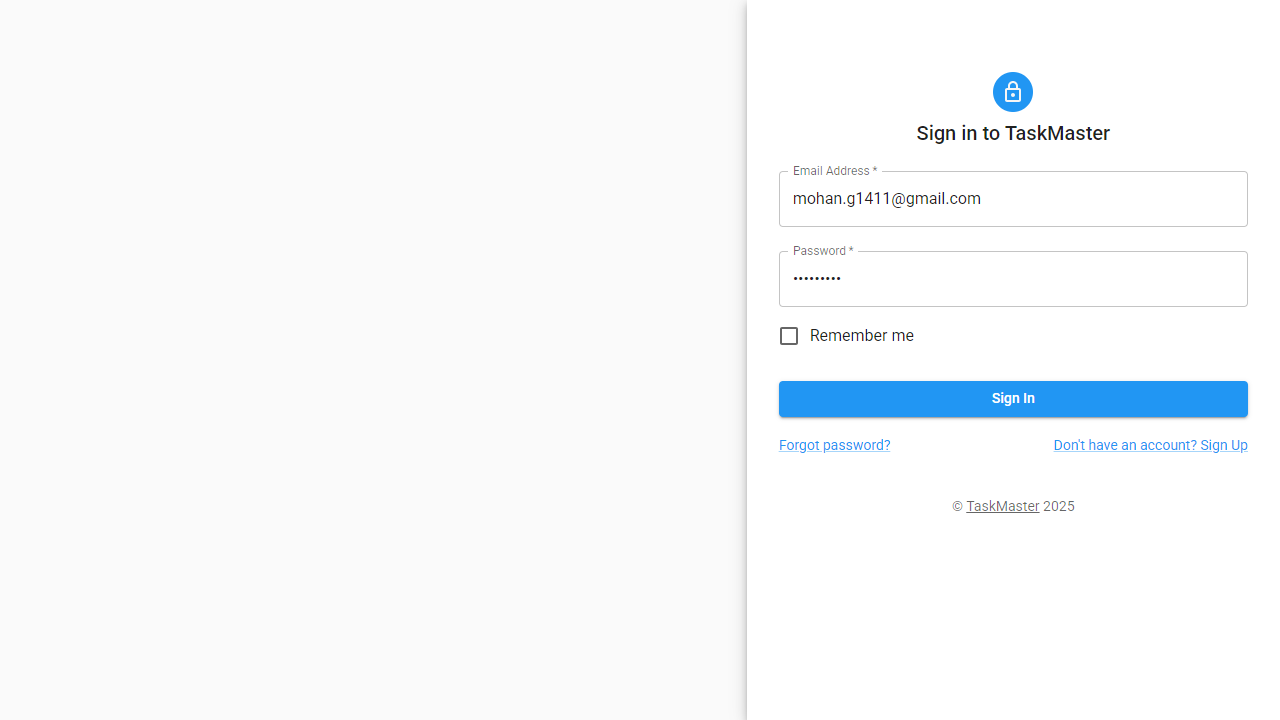 Sign in to TaskMaster
Email Address *
mohan.g1411@gmail.com
Password *
•••••••••
Remember me
Sign In
Forgot password? Don't have an account? Sign Up
© TaskMaster 2025